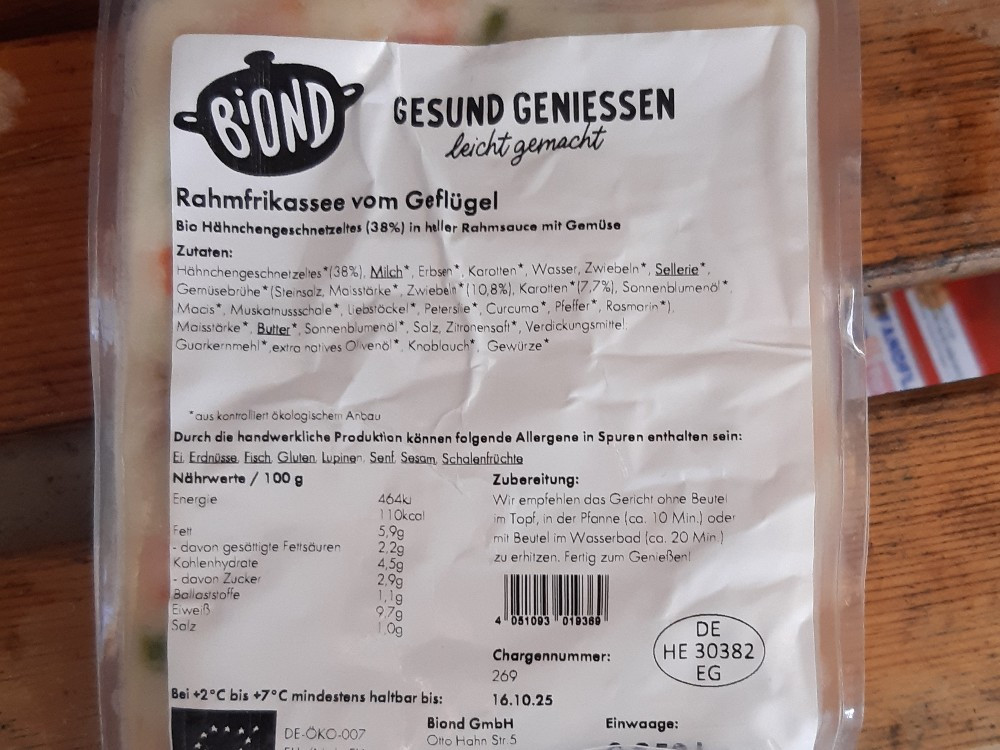 BiOND
GESUND GENIESSEN
leicht gemacht
Rahmfrikassee vom Geflügel
Bio Hähnchengeschnetzeltes (38%) in heller Rahmsauce mit Gemüse
Zutaten:
Hähnchengeschnetzeltes*(38%), Milch*, Erbsen*, Karotten*, Wasser, Zwiebeln*, Sellerie*,
Gemüsebrühe*(Steinsalz, Maisstärke*, Zwiebeln*(10,8%), Karotten*(7,7%), Sonnenblumenöl*,
Macis*, Muskatnussschale*, Liebstöckel*, Petersilie*, Curcuma*, Pfeffer*, Rosmarin*),
Maisstärke*, Butter*, Sonnenblumenöl*, Salz, Zitronensaft*, Verdickungsmittel
Guarkernmehl*,extra natives Olivenöl*, Knoblauch*, Gewürze*
*aus kontrolliert ökologischem Anbau
Durch die handwerkliche Produktion können folgende Allergene in Spuren enthalten sein:
Ei, Erdnüsse, Fisch, Gluten, Lupinen, Senf, Sesam, Schalenfrüchte
Nährwerte / 100 g
Energie 464kJ
110kcal
Fett 5,9g
- davon gesättigte Fettsäuren 2,2g
Kohlenhydrate 4,5g
- davon Zucker 2,9g
Ballaststoffe 1,1g
Eiweiß 9,7g
Salz 1,0g
Zubereitung:
Wir empfehlen das Gericht ohne Beutel
im Topf, in der Pfanne (ca. 10 Min.) oder
mit Beutel im Wasserbad (ca. 20 Min.)
zu erhitzen. Fertig zum Genießen!
4 051093 019369
DE
HE 30382
EG
Chargennummer:
269
Bei +2°C bis +7°C mindestens haltbar bis: 16.10.25
DE-ÖKO-007
Biond GmbH
Otto Hahn Str.5
Einwaage: